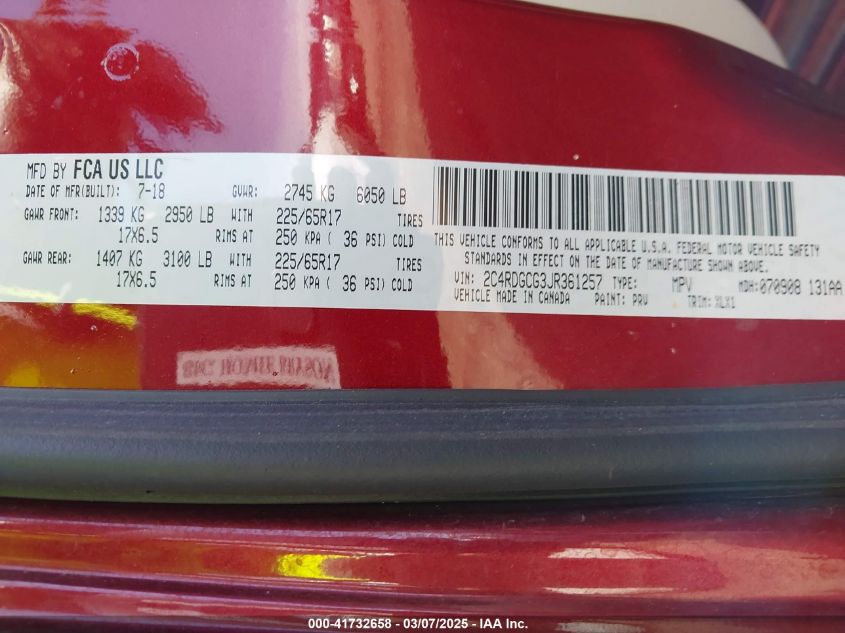 MFD BY FCA US LLC
DATE OF MFR(BUILT): 7-18 GVWR: 2745 KG 6050 LB
GAWR FRONT: 1339 KG 2950 LB WITH 225/65R17 TIRES
17X6.5 RIMS AT 250 KPA ( 36 PSI) COLD
GAWR REAR: 1407 KG 3100 LB WITH 225/65R17 TIRES
17X6.5 RIMS AT 250 KPA ( 36 PSI) COLD
THIS VEHICLE CONFORMS TO ALL APPLICABLE U.S.A. FEDERAL MOTOR VEHICLE SAFETY
STANDARDS IN EFFECT ON THE DATE OF MANUFACTURE SHOWN ABOVE.
VIN: 2C4RDGCG3JR361257 TYPE: MPV MDH: 070908 131AA
VEHICLE MADE IN CANADA PAINT: PRV TRIM: XLX1
000-41732658 - 03/07/2025 - IAA Inc.